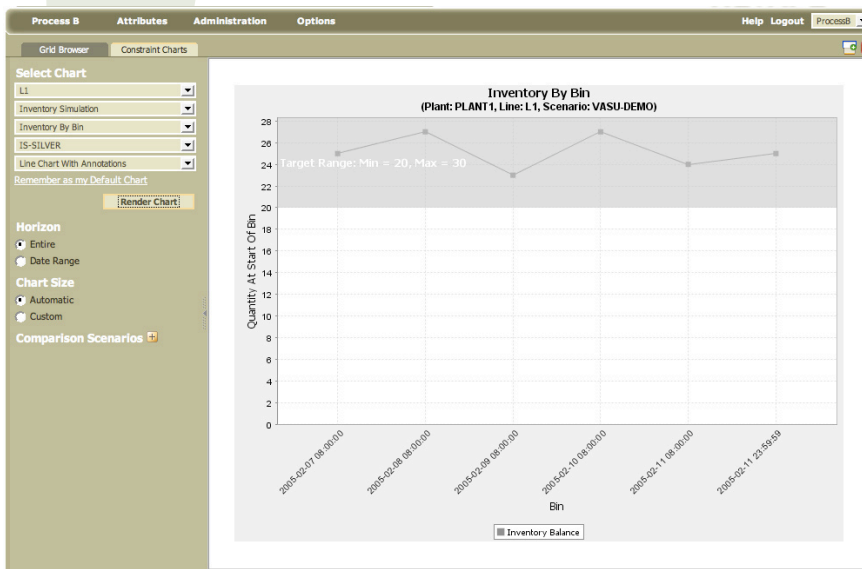 Process B Attributes Administration Options Help Logout ProcessB
Grid Browser Constraint Charts
Select Chart
L1
Inventory Simulation
Inventory By Bin
IS-SILVER
Line Chart With Annotations
Remember as my Default Chart
Render Chart
Horizon
Entire
Date Range
Chart Size
Automatic
Custom
Comparison Scenarios
Inventory By Bin
(Plant: PLANT1, Line: L1, Scenario: VASU-DEMO)
Quantity At Start Of Bin
28
26
24
22
20
18
16
14
12
10
8
6
4
2
0
Target Range: Min = 20, Max = 30
2005-02-07 08:00:00
2005-02-08 08:00:00
2005-02-09 08:00:00
2005-02-10 08:00:00
2005-02-11 08:00:00
2005-02-11 23:59:59
Bin
Inventory Balance